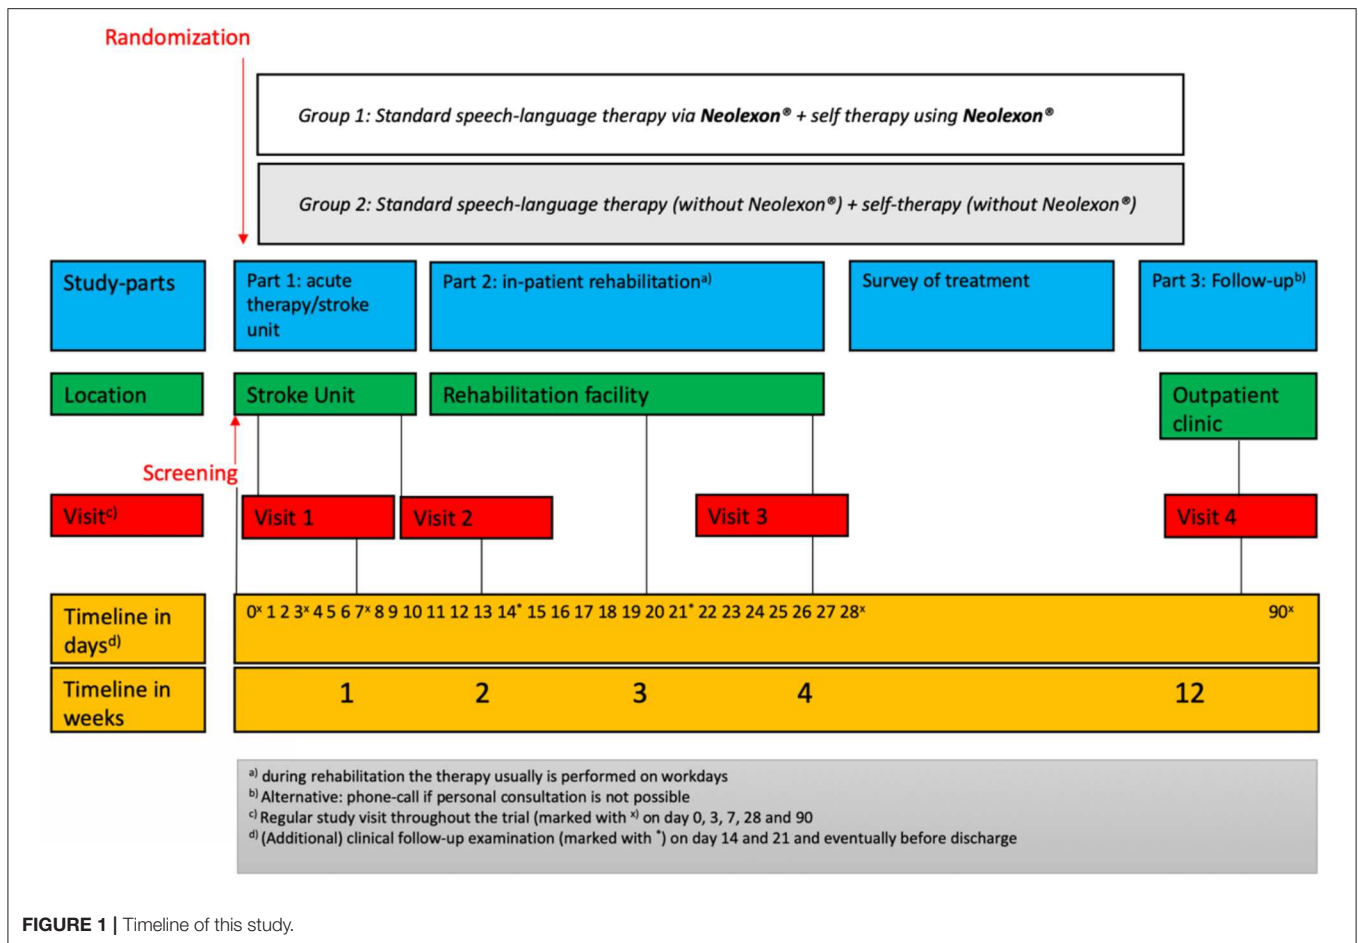 Randomization
Group 1: Standard speech-language therapy via Neolexon® + self therapy using Neolexon®
Group 2: Standard speech-language therapy (without Neolexon®) + self-therapy (without Neolexon®)
Study-parts
Part 1: acute
therapy/stroke
unit
Part 2: in-patient rehabilitationa)
Survey of treatment
Part 3: Follow-upb)
Location
Stroke Unit
Rehabilitation facility
Outpatient
clinic
Screening
Visitc)
Visit 1
Visit 2
Visit 3
Visit 4
Timeline in
daysd)
0x 1 2 3x 4 5 6 7x 8 9 10 11 12 13 14* 15 16 17 18 19 20 21* 22 23 24 25 26 27 28x
90x
Timeline in
weeks
1
2
3
4
12
a) during rehabilitation the therapy usually is performed on workdays
b) Alternative: phone-call if personal consultation is not possible
c) Regular study visit throughout the trial (marked with x) on day 0, 3, 7, 28 and 90
d) (Additional) clinical follow-up examination (marked with *) on day 14 and 21 and eventually before discharge
FIGURE 1 | Timeline of this study.